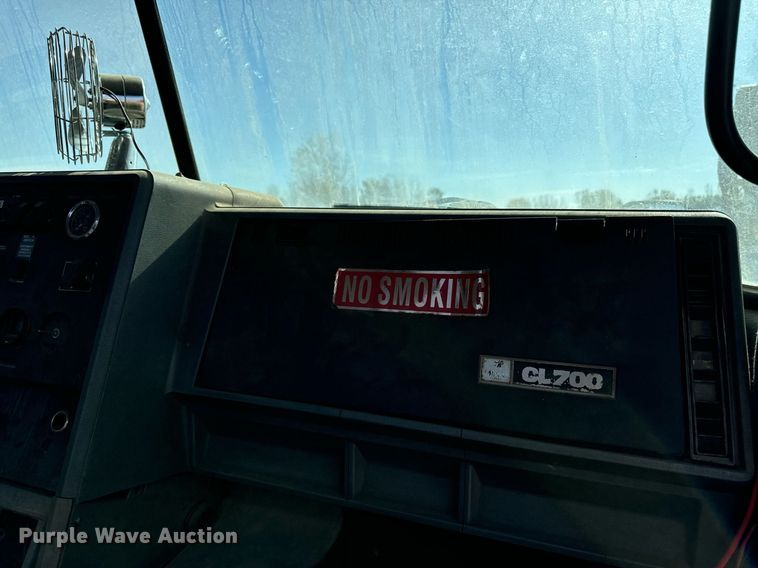 NO SMOKING
CL700
Purple Wave Auction